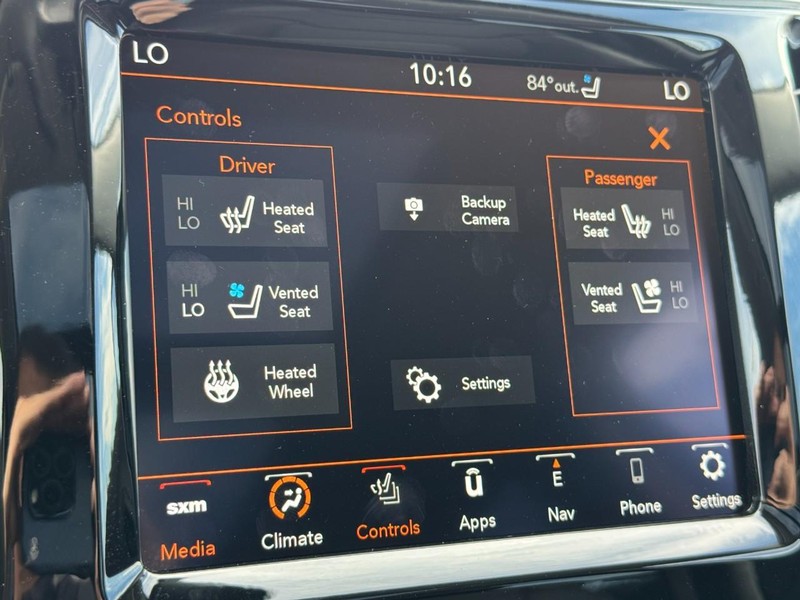 LO
10:16
84°out.
LO
Controls
Driver
HI
LO
Heated
Seat
HI
LO
Vented
Seat
Heated
Wheel
Backup
Camera
Settings
Passenger
Heated
Seat
HI
LO
Vented
Seat
HI
LO
sxm
Media
Climate
Controls
û
Apps
E
Nav
Phone
Settings